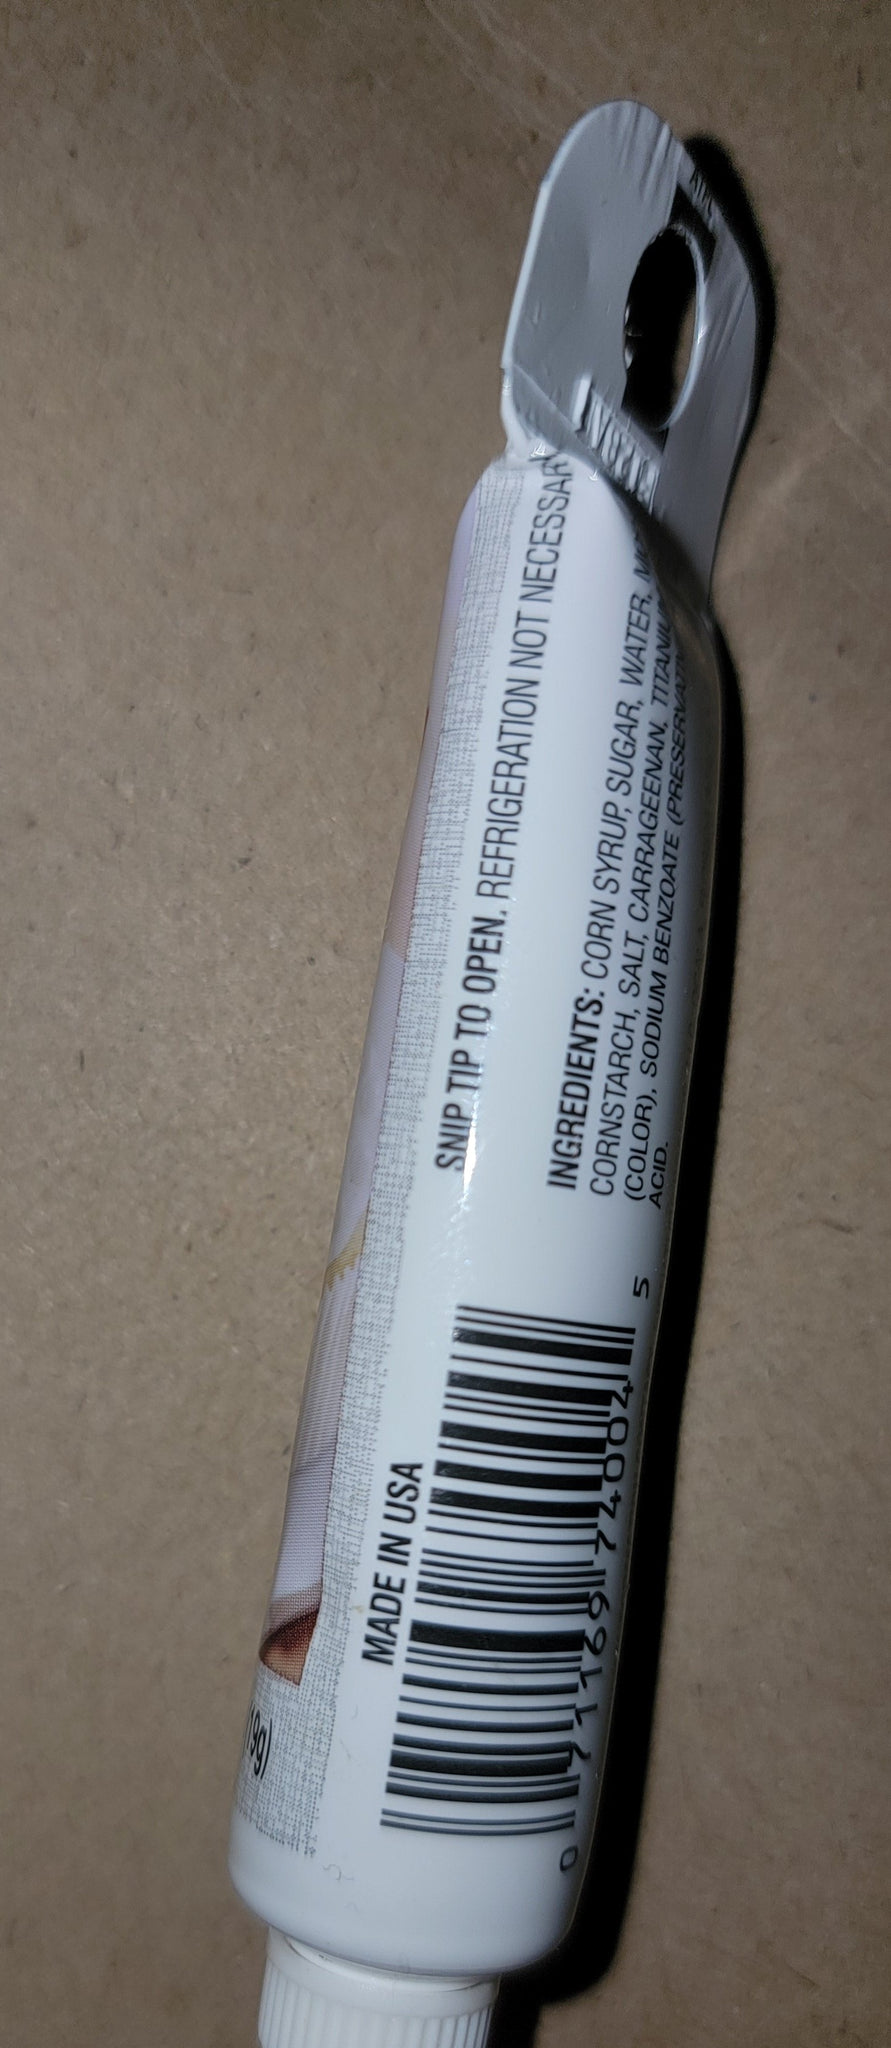 SNIP TIP TO OPEN. REFRIGERATION NOT NECESSARY
INGREDIENTS: CORN SYRUP, SUGAR, WATER,
CORNSTARCH, SALT, CARRAGEENAN,
(COLOR), SODIUM BENZOATE
ACID.
MADE IN USA
0 71169 74004 5
19g)